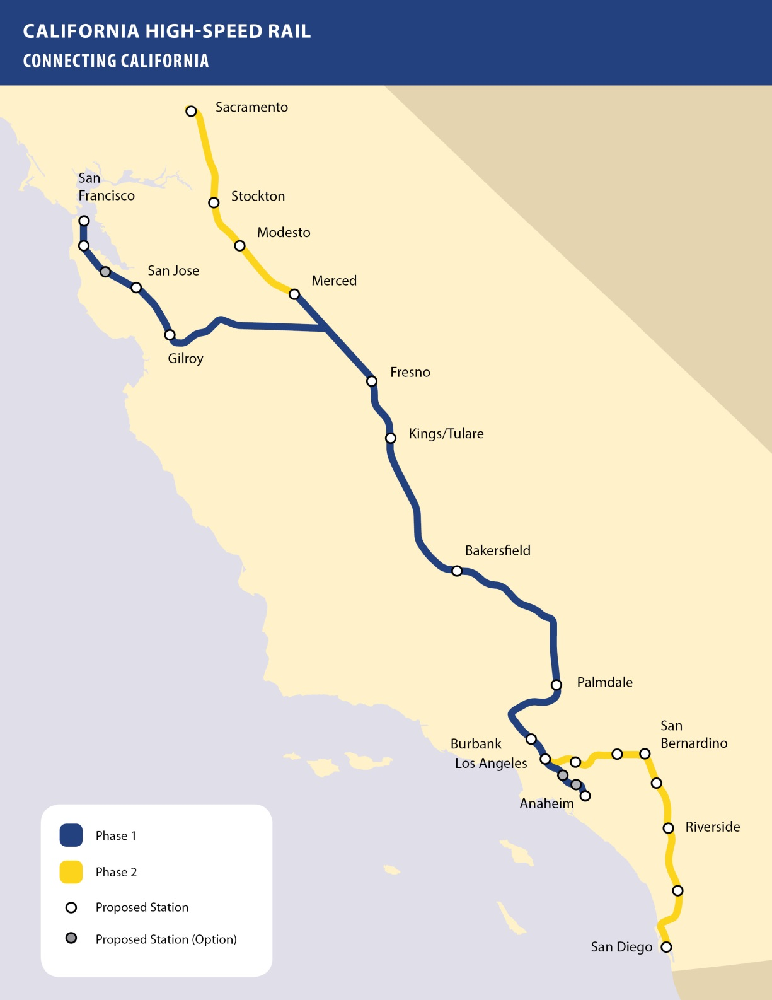 CALIFORNIA HIGH-SPEED RAIL
CONNECTING CALIFORNIA
Sacramento
San
Francisco
Stockton
Modesto
San Jose
Merced
Gilroy
Fresno
Kings/Tulare
Bakersfield
Palmdale
San
Bernardino
Burbank
Los Angeles
Anaheim
Riverside
San Diego
Phase 1
Phase 2
Proposed Station
Proposed Station (Option)